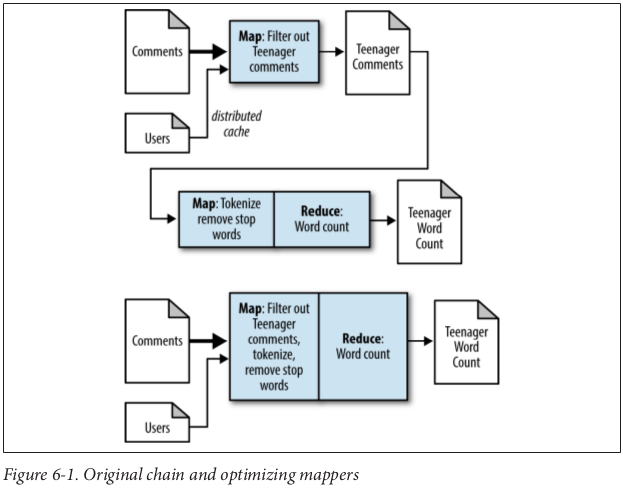 Comments
Map: Filter out
Teenager
comments
Teenager
Comments
Users
distributed
cache
Map: Tokenize
remove stop
words
Reduce:
Word count
Teenager
Word
Count
Comments
Map: Filter out
Teenager
comments,
tokenize,
remove stop
words
Reduce:
Word count
Teenager
Word
Count
Users
Figure 6-1. Original chain and optimizing mappers